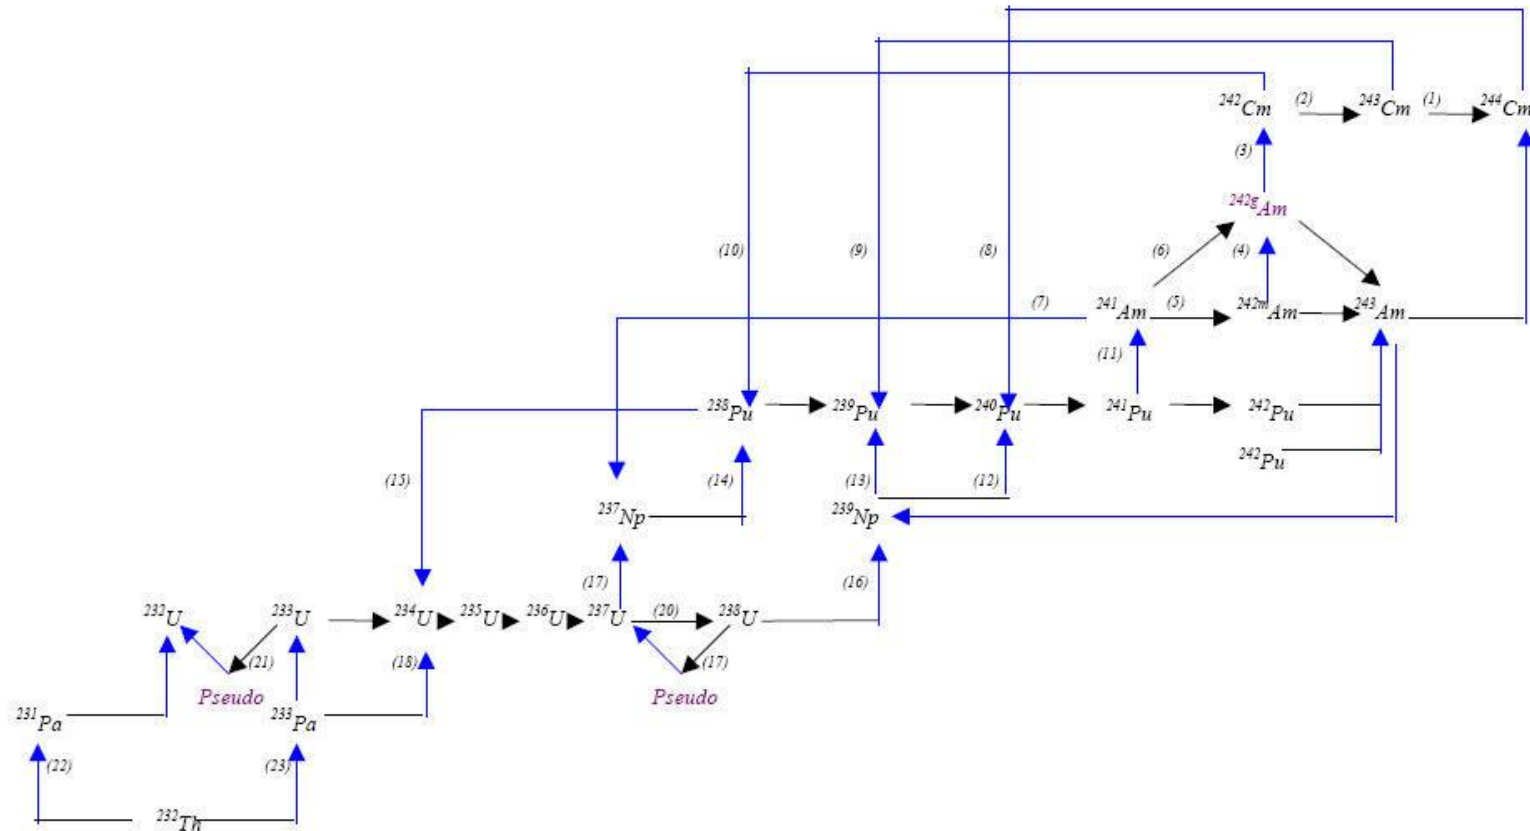 ²⁴²Cm (2) ²⁴³Cm (1) ²⁴⁴Cm
(3)
²⁴²ᵍAm
(10) (9) (8) (6) (4)
(7) ²⁴¹Am (5) ²⁴²ᵐAm ²⁴³Am
(11)
²³⁸Pu ²³⁹Pu ²⁴⁰Pu ²⁴¹Pu ²⁴²Pu
²⁴²Pu
(15) (14) (13) (12)
²³⁷Np ²³⁹Np
(17) (16)
²³²U ²³³U ²³⁴U ²³⁵U ²³⁶U ²³⁷U (20) ²³⁸U
(21) (18) (17)
Pseudo Pseudo
²³¹Pa ²³³Pa
(22) (23)
²³²Th